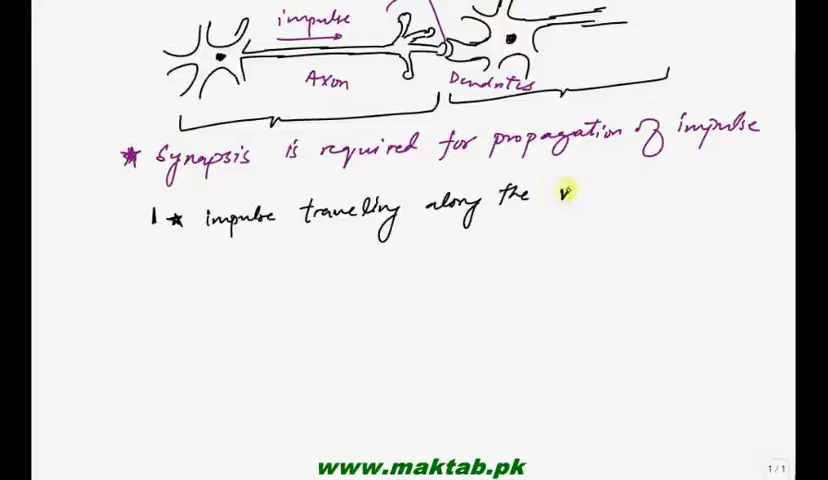 impulse
Axon
Dendrites
★ Synapsis is required for propagation of impulse
1 ★ impulse traveling along the
www.maktab.pk
1/1